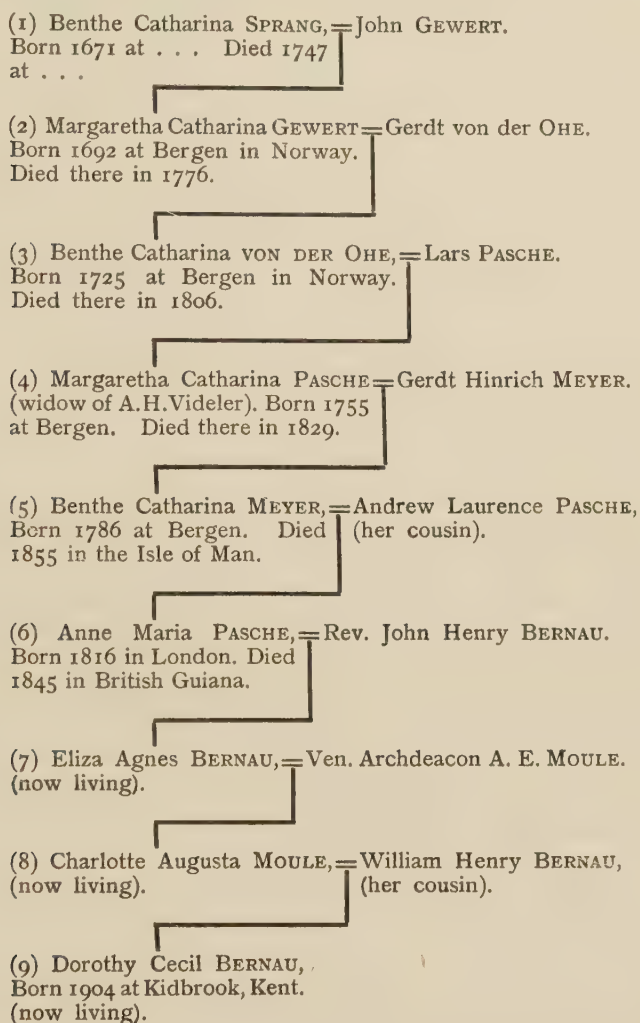 (1) Benthe Catharina SPRANG,=John GEWERT.
Born 1671 at . . . Died 1747
at . . .
(2) Margaretha Catharina GEWERT=Gerdt von der OHE.
Born 1692 at Bergen in Norway.
Died there in 1776.
(3) Benthe Catharina VON DER OHE,=Lars PASCHE.
Born 1725 at Bergen in Norway.
Died there in 1806.
(4) Margaretha Catharina PASCHE=Gerdt Hinrich MEYER.
(widow of A.H.Videler). Born 1755
at Bergen. Died there in 1829.
(5) Benthe Catharina MEYER,=Andrew Laurence PASCHE,
Born 1786 at Bergen. Died (her cousin).
1855 in the Isle of Man.
(6) Anne Maria PASCHE,=Rev. John Henry BERNAU.
Born 1816 in London. Died
1845 in British Guiana.
(7) Eliza Agnes BERNAU,=Ven. Archdeacon A. E. MOULE.
(now living).
(8) Charlotte Augusta MOULE,=William Henry BERNAU,
(now living). (her cousin).
(9) Dorothy Cecil BERNAU,
Born 1904 at Kidbrook, Kent.
(now living).